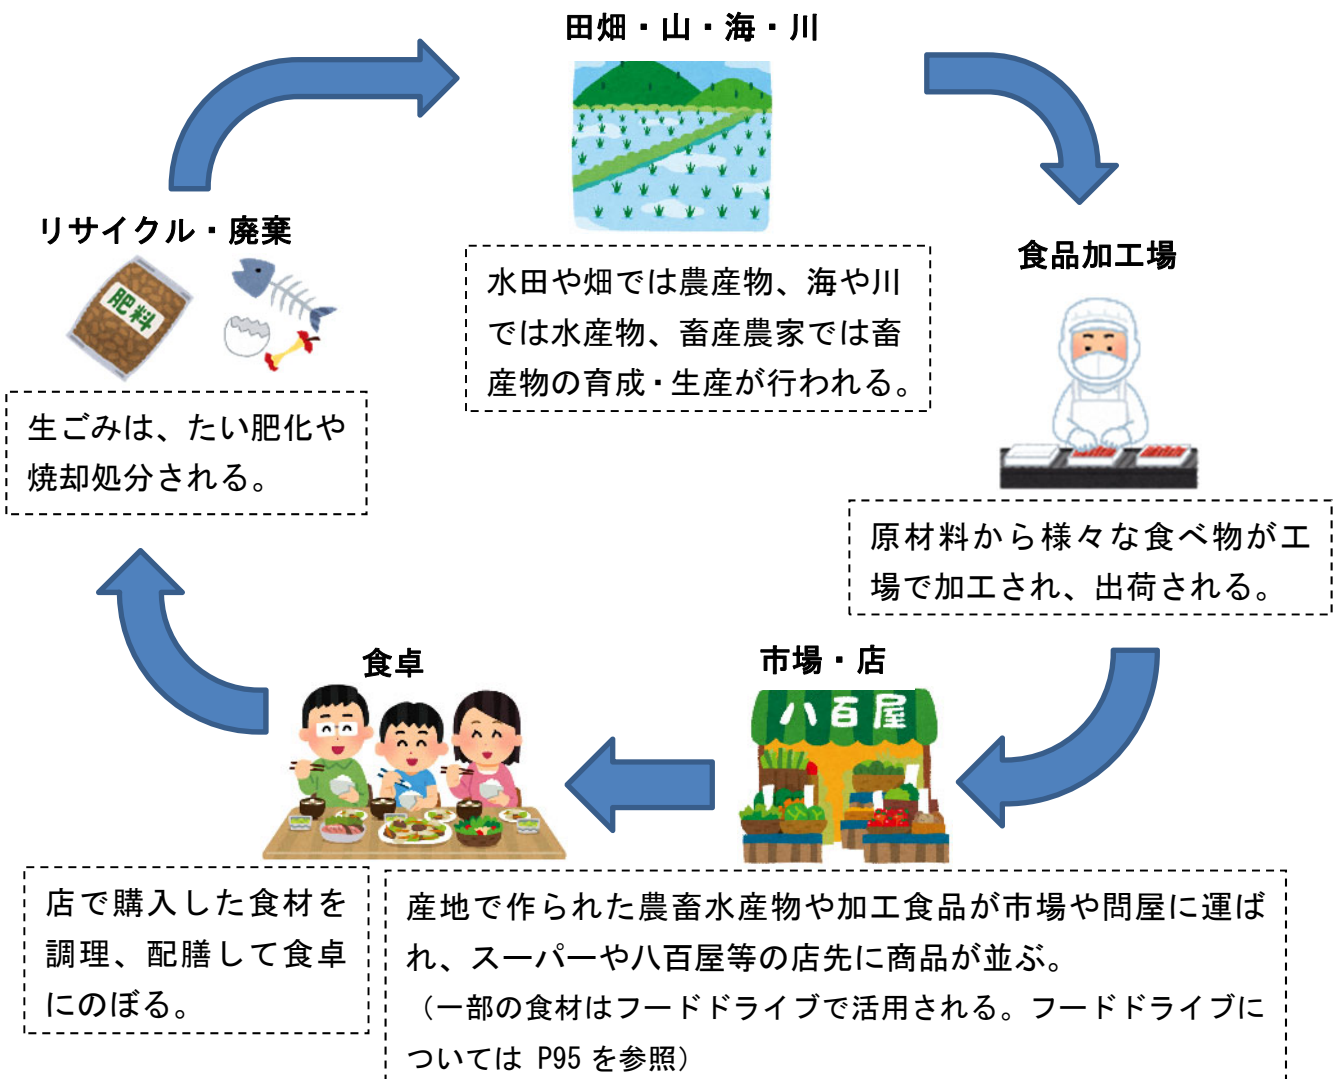 田畑・山・海・川
水田や畑では農産物、海や川
では水産物、畜産農家では畜
産物の育成・生産が行われる。
食品加工場
原材料から様々な食べ物が工
場で加工され、出荷される。
市場・店
八百屋
産地で作られた農畜水産物や加工食品が市場や問屋に運ば
れ、スーパーや八百屋等の店先に商品が並ぶ。
（一部の食材はフードドライブで活用される。フードドライブに
ついては P95 を参照）
食卓
店で購入した食材を
調理、配膳して食卓
にのぼる。
リサイクル・廃棄
肥料
生ごみは、たい肥化や
焼却処分される。